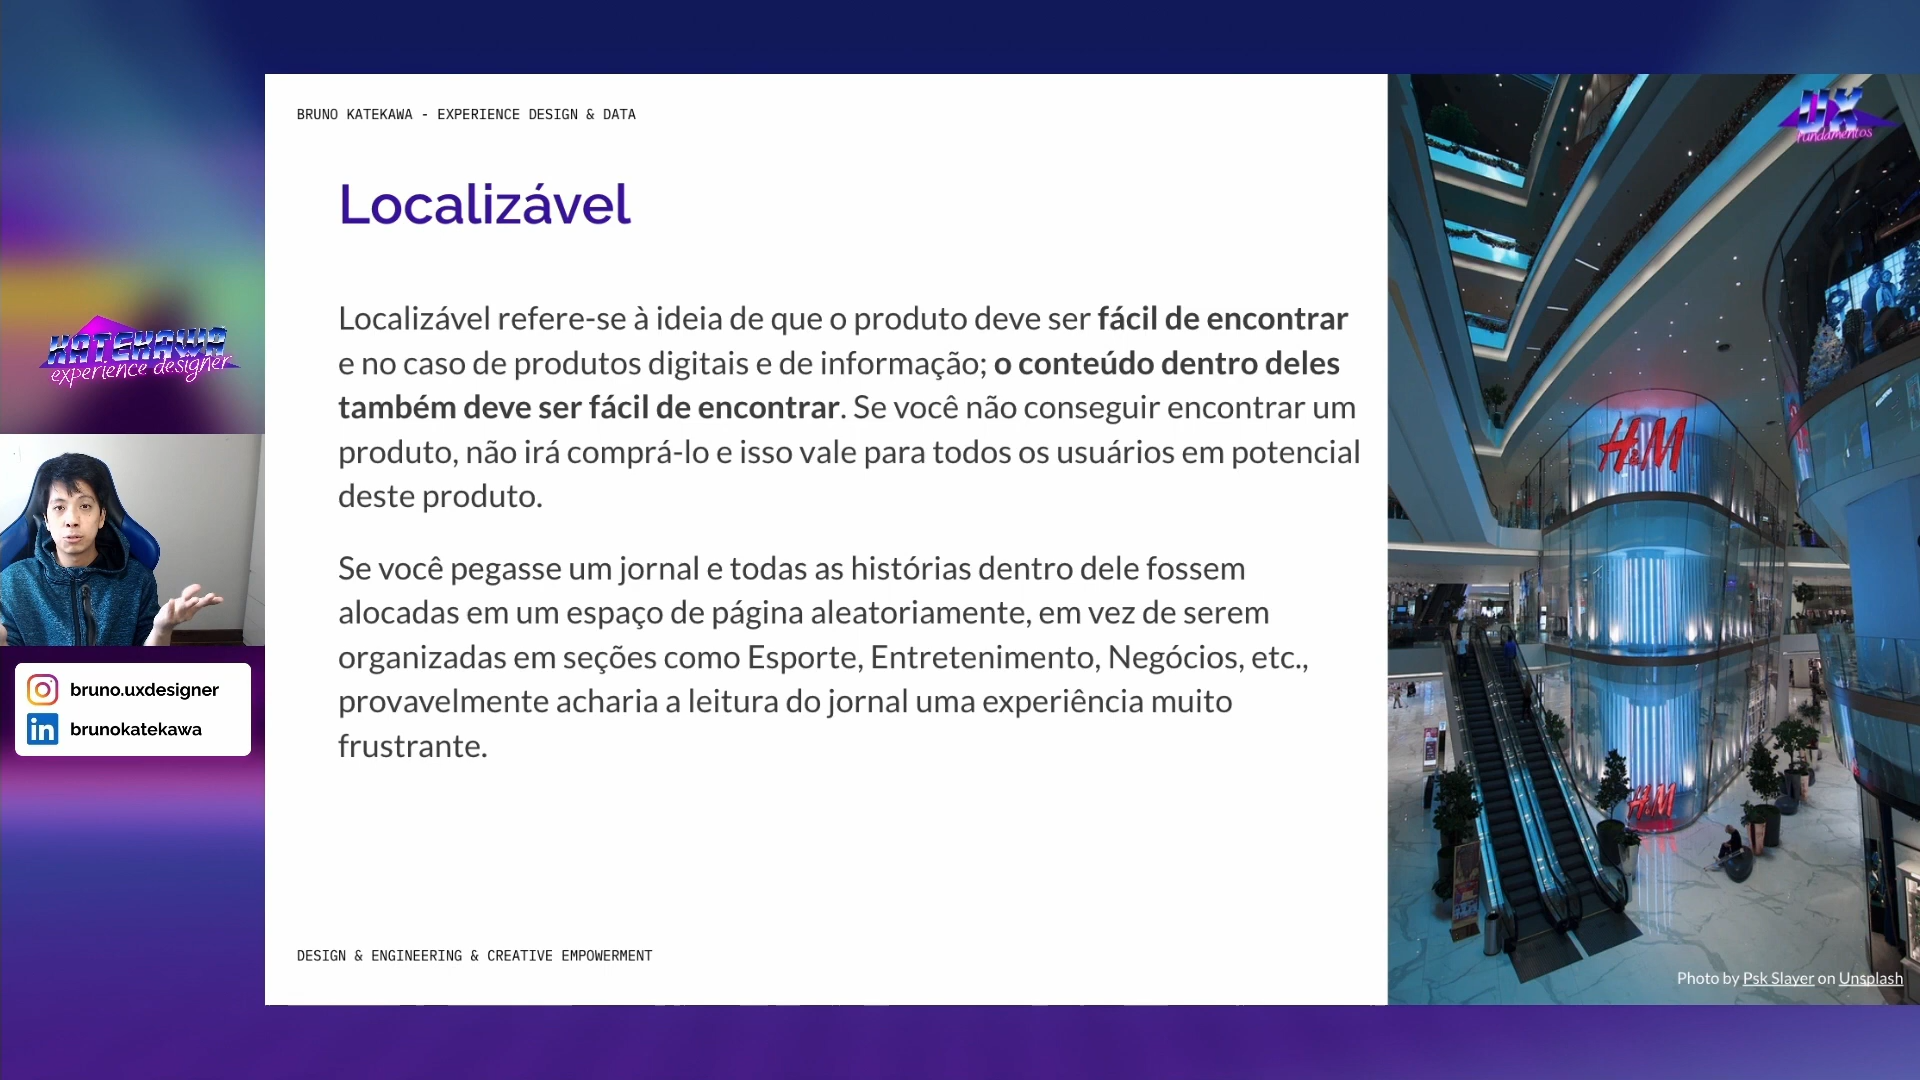 BRUNO KATEKAWA - EXPERIENCE DESIGN & DATA
UX
fundamentos
Localizável
Localizável refere-se à ideia de que o produto deve ser fácil de encontrar
e no caso de produtos digitais e de informação; o conteúdo dentro deles
também deve ser fácil de encontrar. Se você não conseguir encontrar um
produto, não irá comprá-lo e isso vale para todos os usuários em potencial
deste produto.
Se você pegasse um jornal e todas as histórias dentro dele fossem
alocadas em um espaço de página aleatoriamente, em vez de serem
organizadas em seções como Esporte, Entretenimento, Negócios, etc.,
provavelmente acharia a leitura do jornal uma experiência muito
frustrante.
DESIGN & ENGINEERING & CREATIVE EMPOWERMENT
KATEKAWA
experience designer
bruno.uxdesigner
in brunokatekawa
H&M
H&M
Photo by Psk Slayer on Unsplash